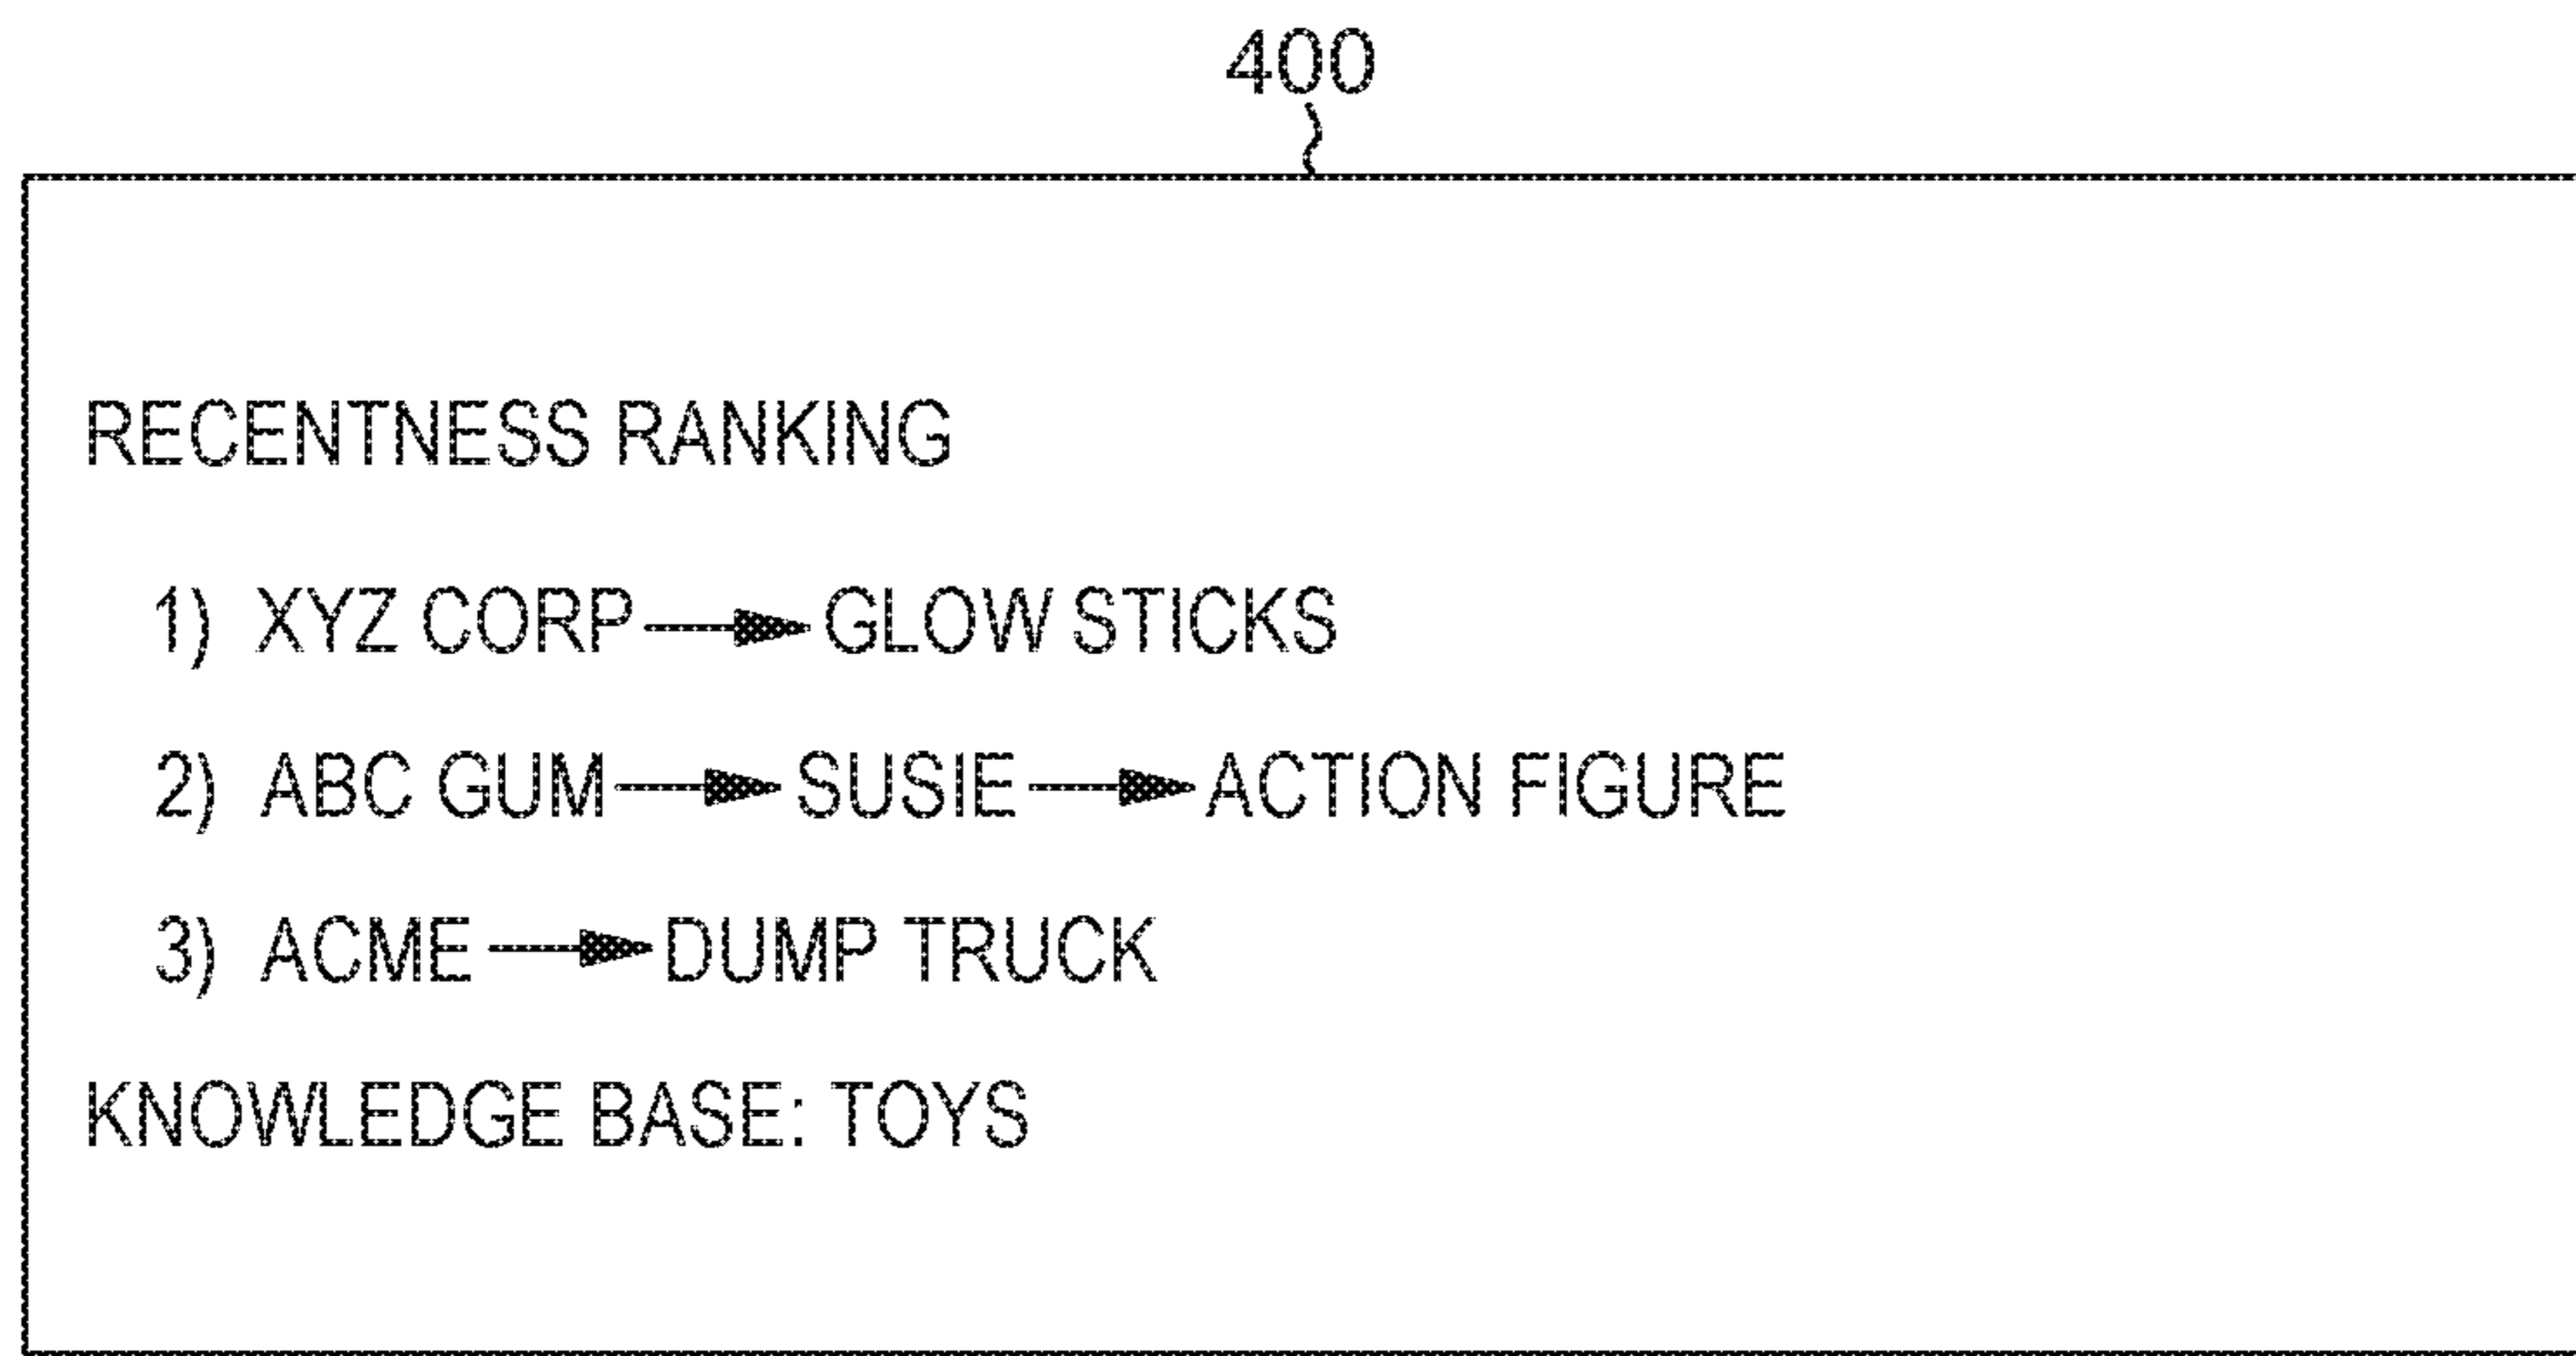 400
RECENTNESS RANKING
1) XYZ CORP → GLOW STICKS
2) ABC GUM → SUSIE → ACTION FIGURE
3) ACME → DUMP TRUCK
KNOWLEDGE BASE: TOYS